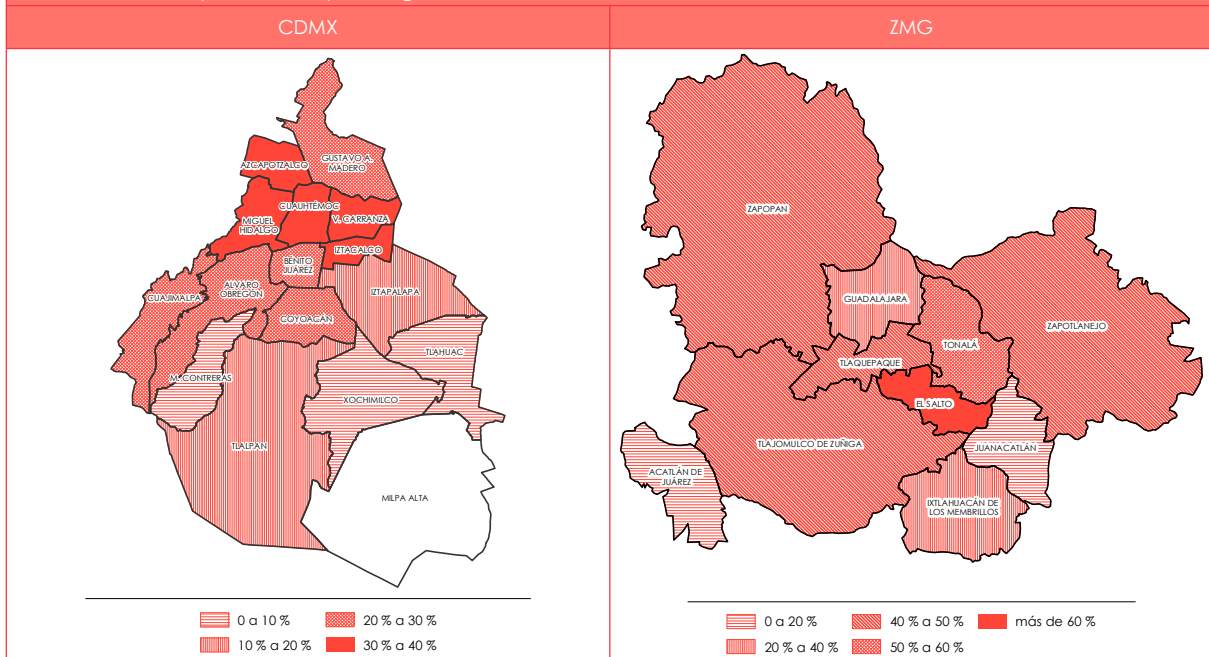 CDMX
ZMG
GUSTAVO A.
MADERO
AZCAPOTZALCO
CUAUHTÉMOC
V. CARRANZA
MIGUEL
HIDALGO
IZTACALCO
BENITO
JUÁREZ
ALVARO
OBREGÓN
CUAJIMALPA
IZTAPALAPA
COYOACÁN
TLAHUAC
M. CONTRERAS
XOCHIMILCO
TLALPAN
MILPA ALTA
0 a 10 %
20 % a 30 %
10 % a 20 %
30 % a 40 %
ZAPOPAN
GUADALAJARA
ZAPOTLANEJO
TONALÁ
TLAQUEPAQUE
EL SALTO
TLAJOMULCO DE ZUÑIGA
JUANACATLÁN
ACATLÁN DE
JUÁREZ
IXTLAHUACÁN DE
LOS MEMBRILLOS
0 a 20 %
40 % a 50 %
más de 60 %
20 % a 40 %
50 % a 60 %